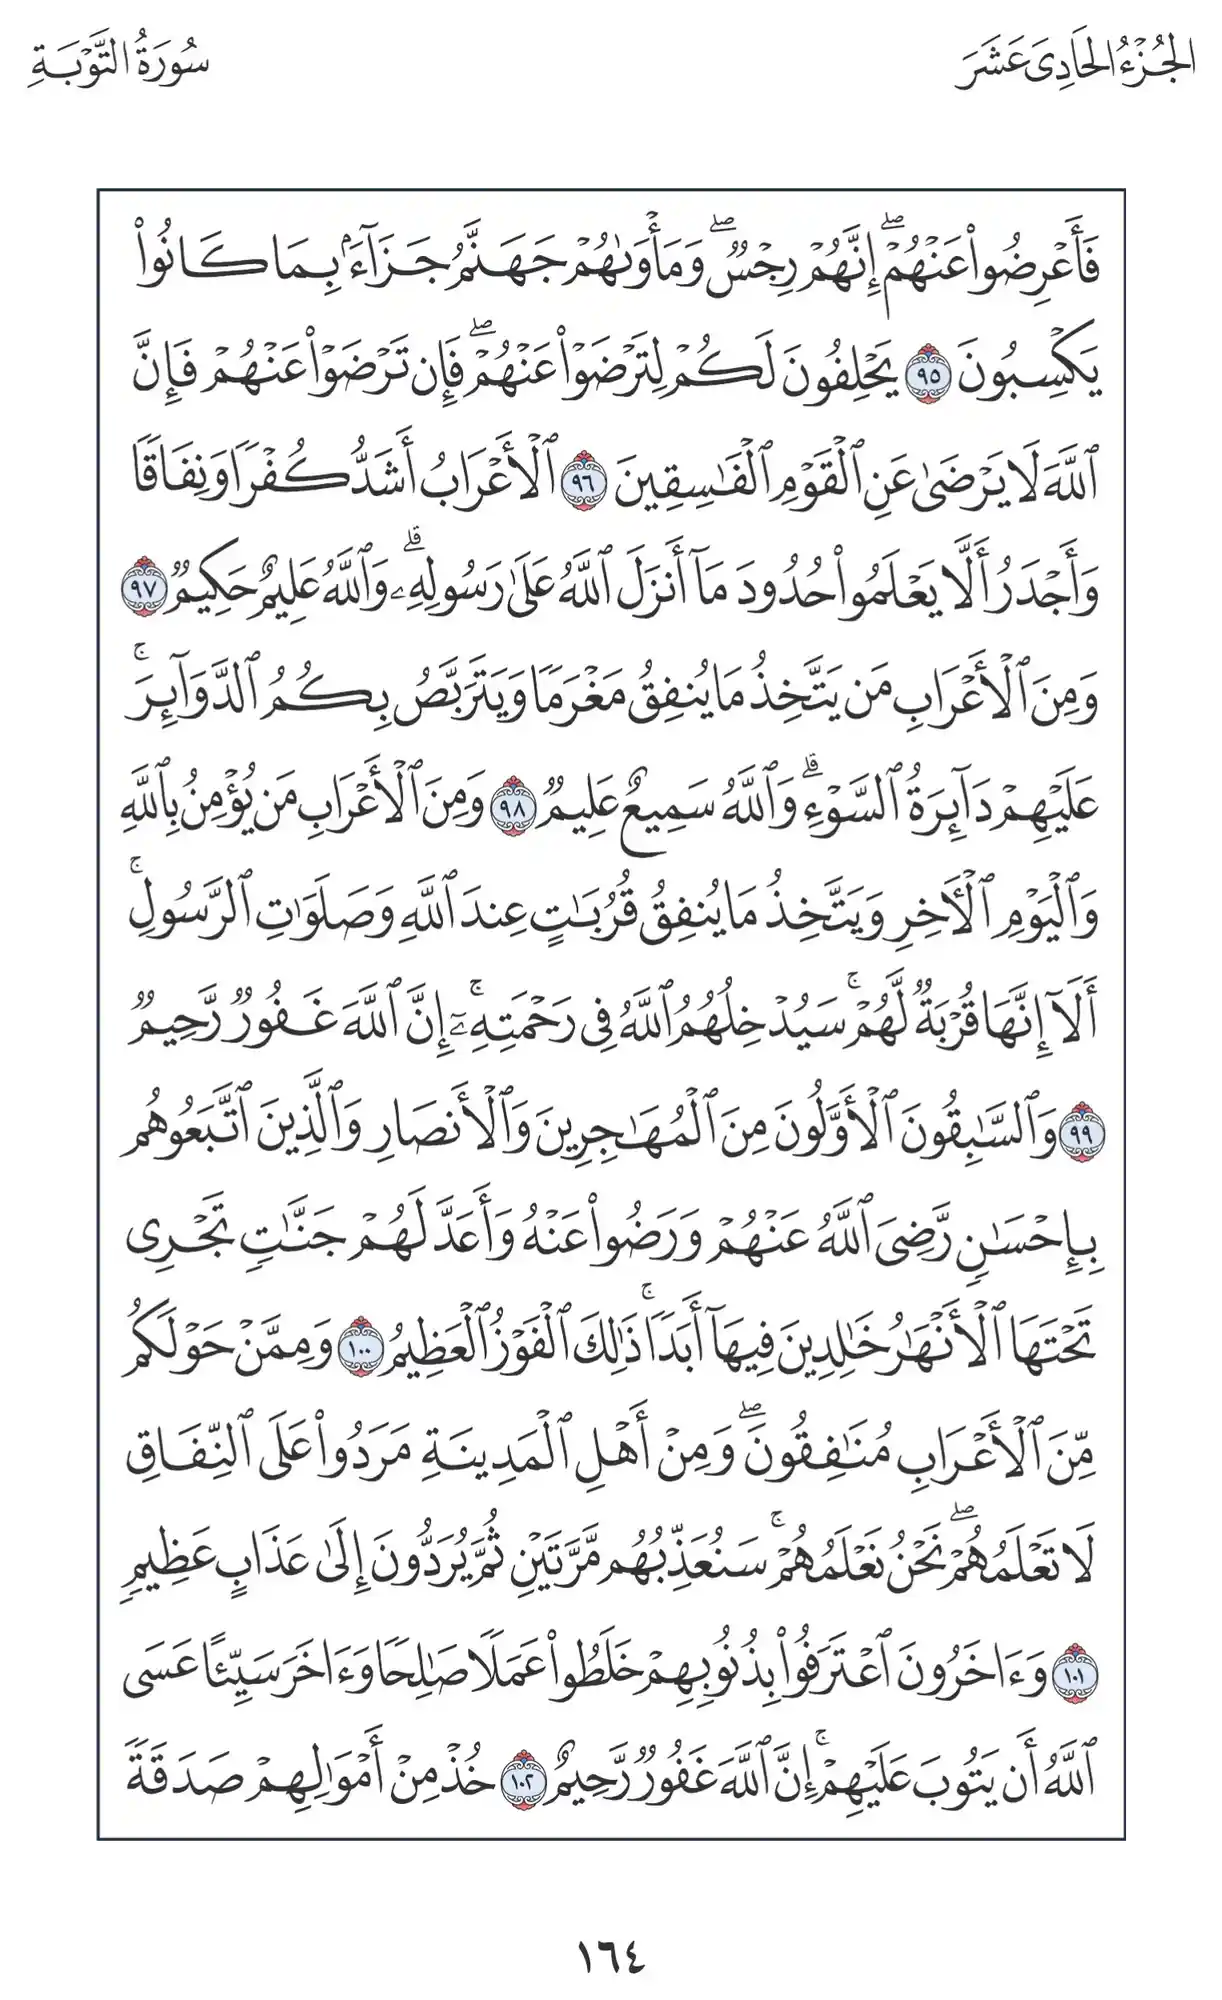 الجُزْءُ الحَادِىَ عَشَرَ
سُورَةُ التَّوْبَةِ
فَأَعْرِضُوا۟ عَنْهُمْ ۖ إِنَّهُمْ رِجْسٌ ۖ وَمَأْوَىٰهُمْ جَهَنَّمُ جَزَآءًۢ بِمَا كَانُوا۟
يَكْسِبُونَ ٩٥ يَحْلِفُونَ لَكُمْ لِتَرْضَوْا۟ عَنْهُمْ ۖ فَإِن تَرْضَوْا۟ عَنْهُمْ فَإِنَّ
ٱللَّهَ لَا يَرْضَىٰ عَنِ ٱلْقَوْمِ ٱلْفَـٰسِقِينَ ٩٦ ٱلْأَعْرَابُ أَشَدُّ كُفْرًا وَنِفَاقًا
وَأَجْدَرُ أَلَّا يَعْلَمُوا۟ حُدُودَ مَآ أَنزَلَ ٱللَّهُ عَلَىٰ رَسُولِهِۦ ۗ وَٱللَّهُ عَلِيمٌ حَكِيمٌ ٩٧
وَمِنَ ٱلْأَعْرَابِ مَن يَتَّخِذُ مَا يُنفِقُ مَغْرَمًا وَيَتَرَبَّصُ بِكُمُ ٱلدَّوَآئِرَ ۚ
عَلَيْهِمْ دَآئِرَةُ ٱلسَّوْءِ ۗ وَٱللَّهُ سَمِيعٌ عَلِيمٌ ٩٨ وَمِنَ ٱلْأَعْرَابِ مَن يُؤْمِنُ بِٱللَّهِ
وَٱلْيَوْمِ ٱلْـَٔاخِرِ وَيَتَّخِذُ مَا يُنفِقُ قُرُبَـٰتٍ عِندَ ٱللَّهِ وَصَلَوَٰتِ ٱلرَّسُولِ ۚ
أَلَآ إِنَّهَا قُرْبَةٌ لَّهُمْ ۚ سَيُدْخِلُهُمُ ٱللَّهُ فِى رَحْمَتِهِۦٓ ۚ إِنَّ ٱللَّهَ غَفُورٌ رَّحِيمٌ
٩٩ وَٱلسَّـٰبِقُونَ ٱلْأَوَّلُونَ مِنَ ٱلْمُهَـٰجِرِينَ وَٱلْأَنصَارِ وَٱلَّذِينَ ٱتَّبَعُوهُم
بِإِحْسَـٰنٍ رَّضِىَ ٱللَّهُ عَنْهُمْ وَرَضُوا۟ عَنْهُ وَأَعَدَّ لَهُمْ جَنَّـٰتٍ تَجْرِى
تَحْتَهَا ٱلْأَنْهَـٰرُ خَـٰلِدِينَ فِيهَآ أَبَدًا ۚ ذَٰلِكَ ٱلْفَوْزُ ٱلْعَظِيمُ ١٠٠ وَمِمَّنْ حَوْلَكُم
مِّنَ ٱلْأَعْرَابِ مُنَـٰفِقُونَ ۖ وَمِنْ أَهْلِ ٱلْمَدِينَةِ مَرَدُوا۟ عَلَى ٱلنِّفَاقِ
لَا تَعْلَمُهُمْ ۖ نَحْنُ نَعْلَمُهُمْ ۚ سَنُعَذِّبُهُم مَّرَّتَيْنِ ثُمَّ يُرَدُّونَ إِلَىٰ عَذَابٍ عَظِيمٍ
١٠١ وَءَاخَرُونَ ٱعْتَرَفُوا۟ بِذُنُوبِهِمْ خَلَطُوا۟ عَمَلًا صَـٰلِحًا وَءَاخَرَ سَيِّئًا عَسَى
ٱللَّهُ أَن يَتُوبَ عَلَيْهِمْ ۚ إِنَّ ٱللَّهَ غَفُورٌ رَّحِيمٌ ١٠٢ خُذْ مِنْ أَمْوَٰلِهِمْ صَدَقَةً
١٦٤